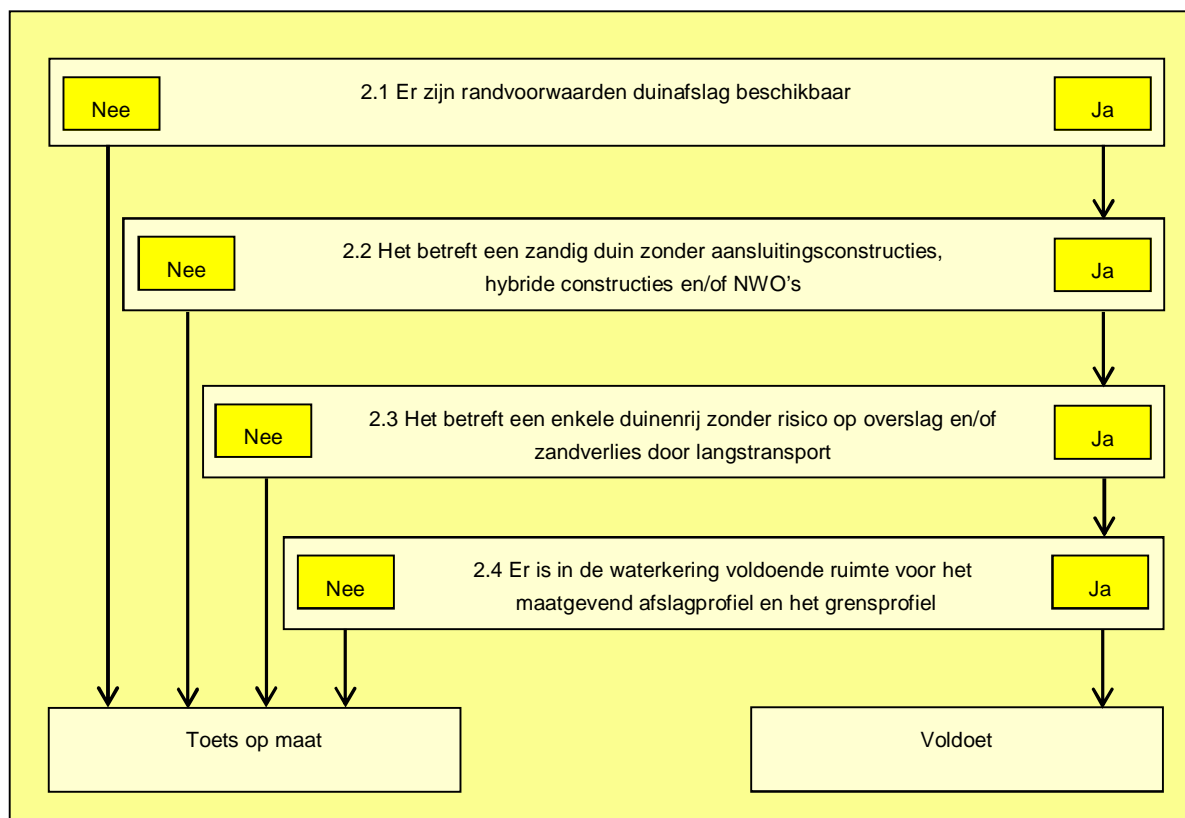 2.1 Er zijn randvoorwaarden duinafslag beschikbaar
Nee
Ja
2.2 Het betreft een zandig duin zonder aansluitingsconstructies,
hybride constructies en/of NWO's
Nee
Ja
2.3 Het betreft een enkele duinenrij zonder risico op overslag en/of
zandverlies door langstransport
Nee
Ja
2.4 Er is in de waterkering voldoende ruimte voor het
maatgevend afslagprofiel en het grensprofiel
Nee
Ja
Toets op maat
Voldoet